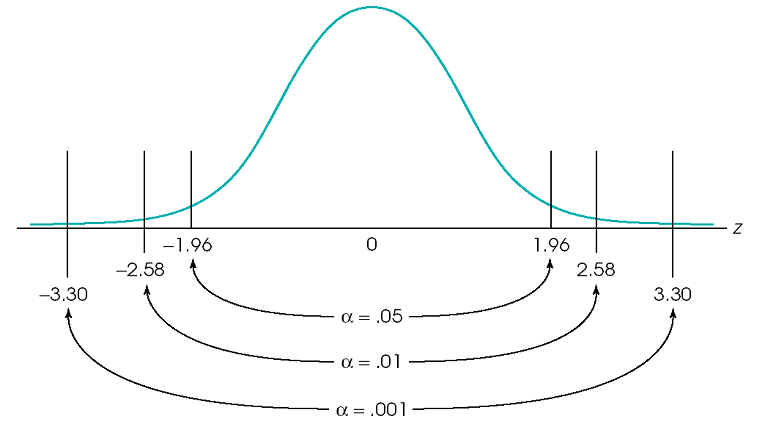 z
−1.96 0 1.96
−2.58 2.58
−3.30 3.30
α = .05
α = .01
α = .001